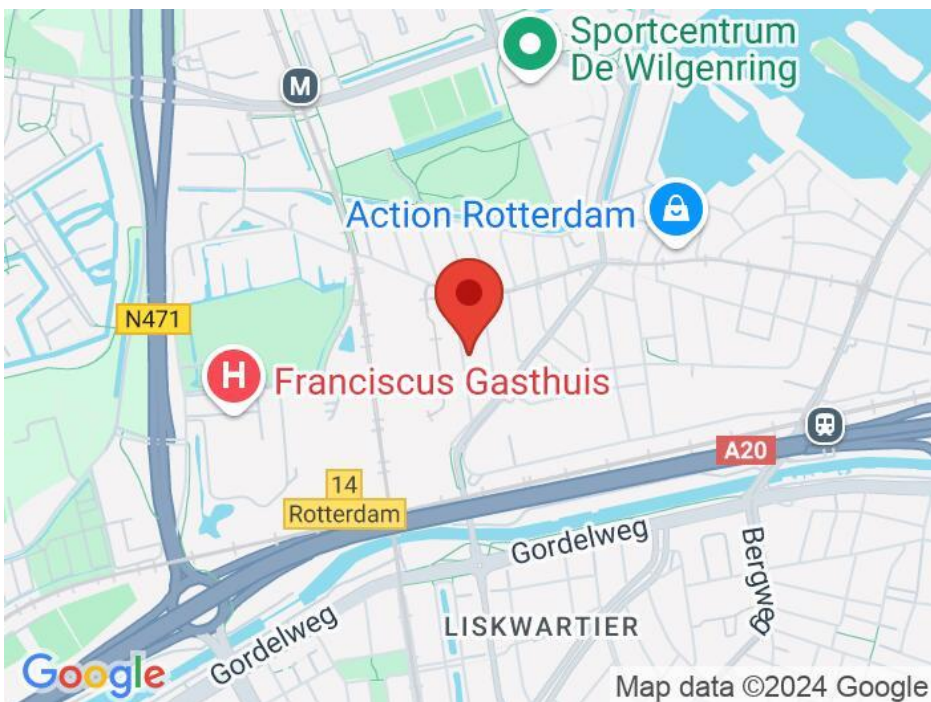 Sportcentrum
De Wilgenring
M
Action Rotterdam
N471
H
Franciscus Gasthuis
A20
14
Rotterdam
Gordelweg
Bergweg
Gordelweg
LISKWARTIER
Google
Map data ©2024 Google